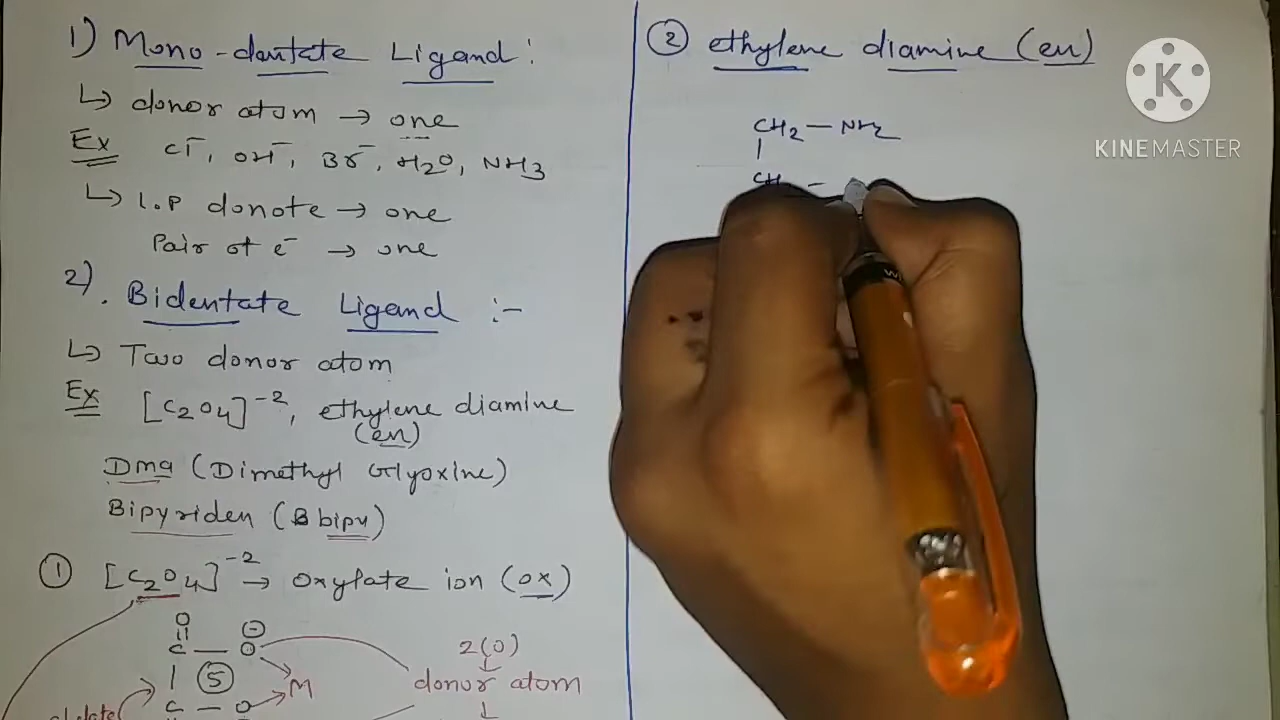 1) Mono-dentate Ligand :
↳ donor atom → one
Ex Cl⁻, OH⁻, Br⁻, H2O, NH3
↳ l.p donote → one
Pair of e⁻ → one
2). Bidentate Ligand :-
↳ Two donor atom
Ex [C2O4]⁻², ethylene diamine
(en)
Dmg (Dimethyl Glyoxine)
Bipyriden (B bipy)
① [C2O4]⁻² → Oxylate ion (ox)
O ⊖
C — O
⑤ M
C — O
2(O)
↓
donor atom
↓
② ethylene diamine (en)
CH2 — NH2
|
CH
K
KINEMASTER